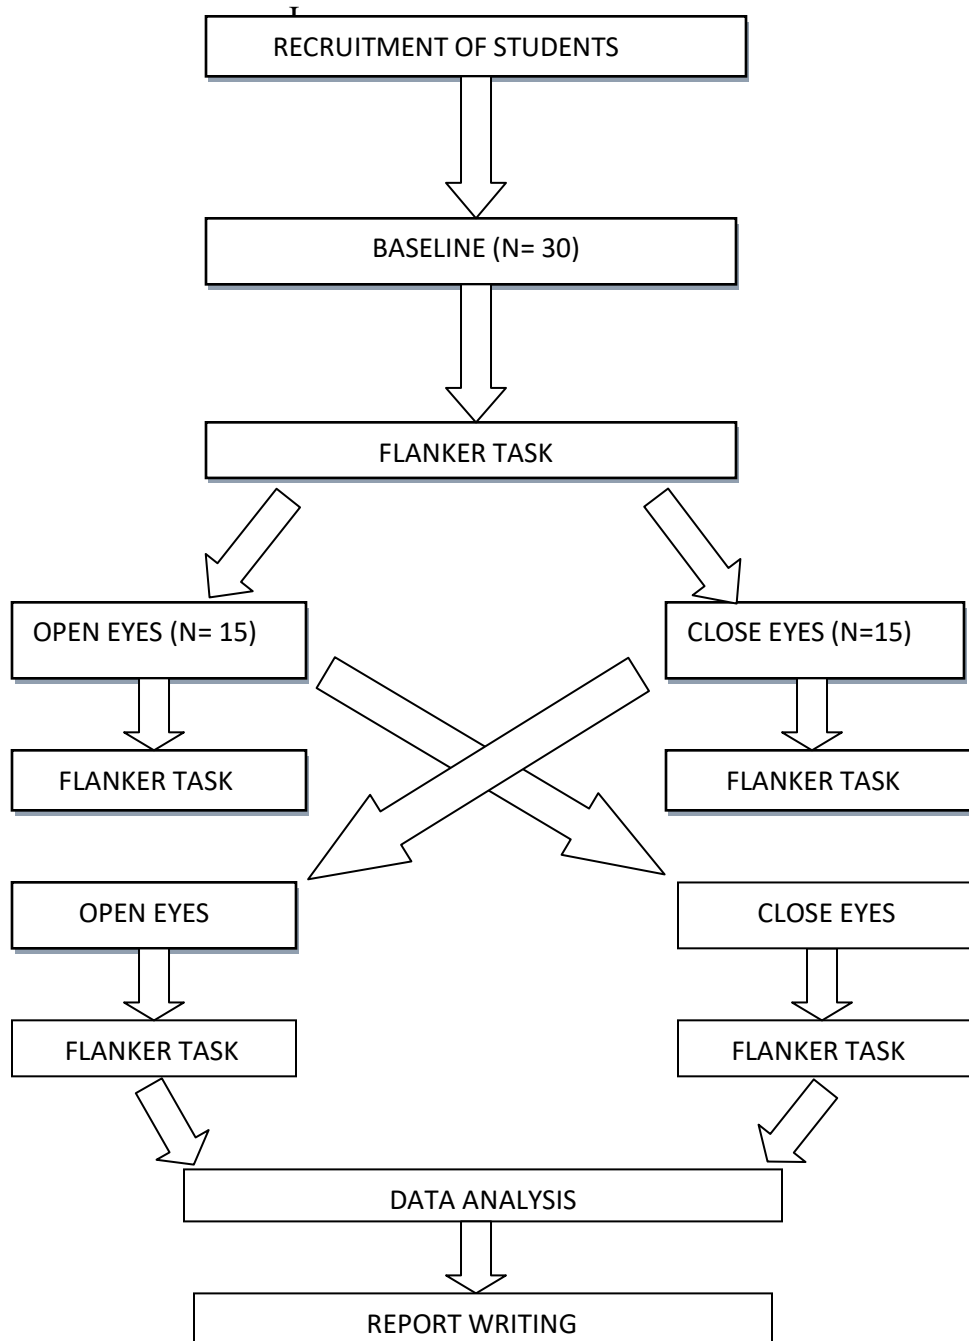 RECRUITMENT OF STUDENTS
BASELINE (N= 30)
FLANKER TASK
OPEN EYES (N= 15)
CLOSE EYES (N=15)
FLANKER TASK
FLANKER TASK
OPEN EYES
CLOSE EYES
FLANKER TASK
FLANKER TASK
DATA ANALYSIS
REPORT WRITING